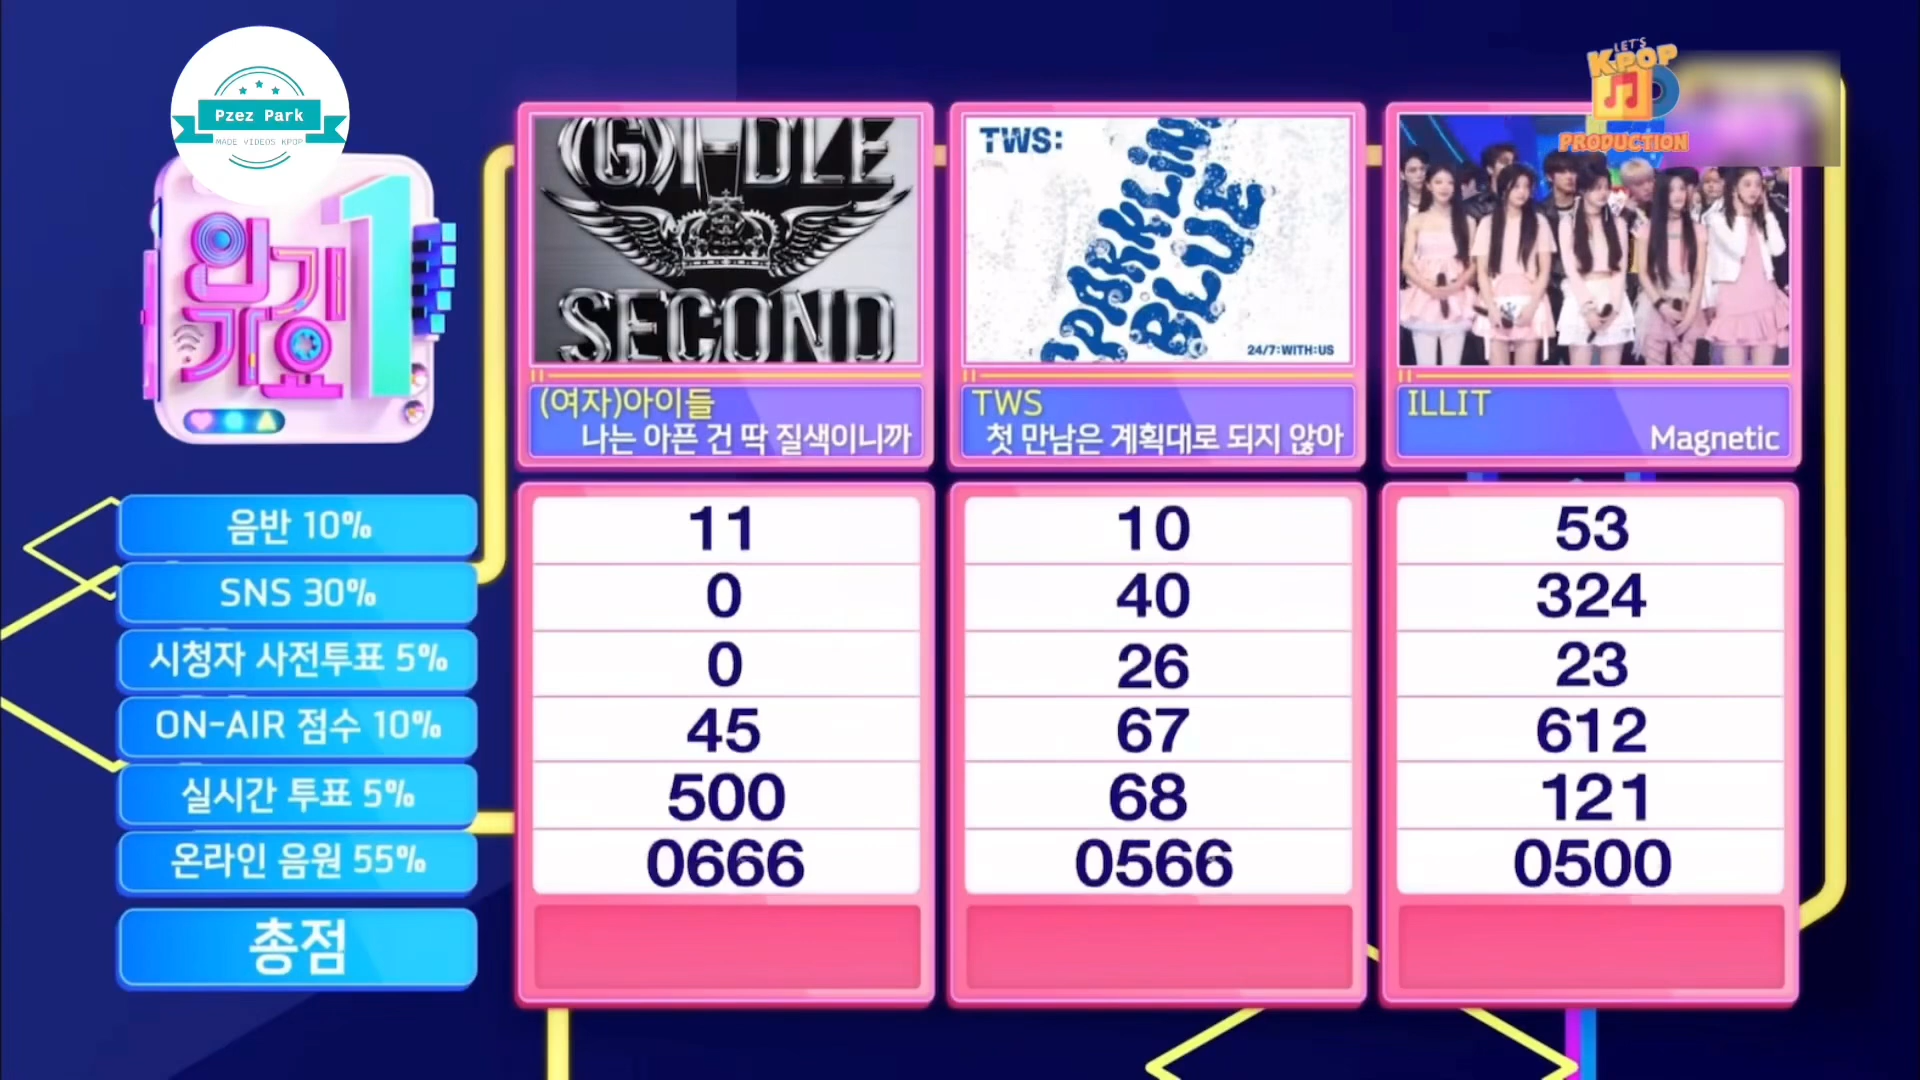 Pzez Park
MADE VIDEOS KPOP
LET'S
KPOP
PRODUCTION
인기
가요
1
(G)I-DLE
SECOND
TWS:
SPARKLING
BLUE
24/7:WITH:US
(여자)아이들
나는 아픈 건 딱 질색이니까
TWS
첫 만남은 계획대로 되지 않아
ILLIT
Magnetic
음반 10% 11 10 53
SNS 30% 0 40 324
시청자 사전투표 5% 0 26 23
ON-AIR 점수 10% 45 67 612
실시간 투표 5% 500 68 121
온라인 음원 55% 0666 0566 0500
총점